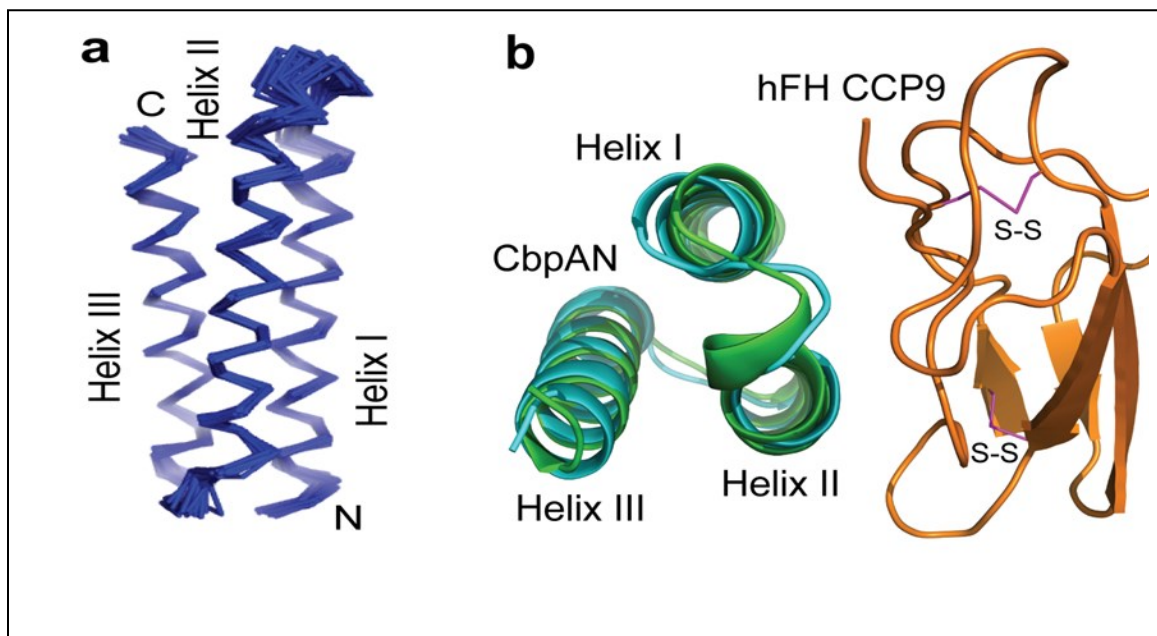 a
C
Helix II
Helix III
Helix I
N
b
hFH CCP9
Helix I
S-S
CbpAN
S-S
Helix II
Helix III